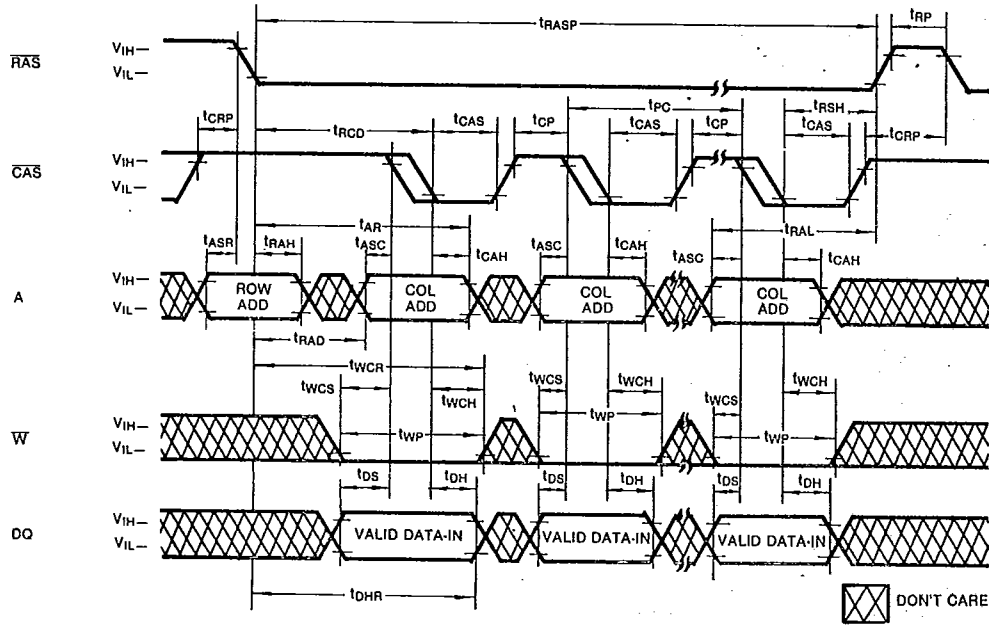 tRASP
tRP
RAS
VIH—
VIL—
tCRP
tRCD
tCAS
tCP
tPC
tCAS
tCP
tRSH
tCAS
tCRP
CAS
VIH—
VIL—
tAR
tRAL
tASR
tRAH
tASC
tCAH
tASC
tCAH
tASC
tCAH
A
VIH—
VIL—
ROW
ADD
COL
ADD
COL
ADD
COL
ADD
tRAD
tWCR
tWCS
tWCH
tWCS
tWCH
tWCS
tWCH
W
VIH—
VIL—
tWP
tWP
tWP
tDS
tDH
tDS
tDH
tDS
tDH
DQ
VIH—
VIL—
VALID DATA-IN
VALID DATA-IN
VALID DATA-IN
tDHR
DON'T CARE